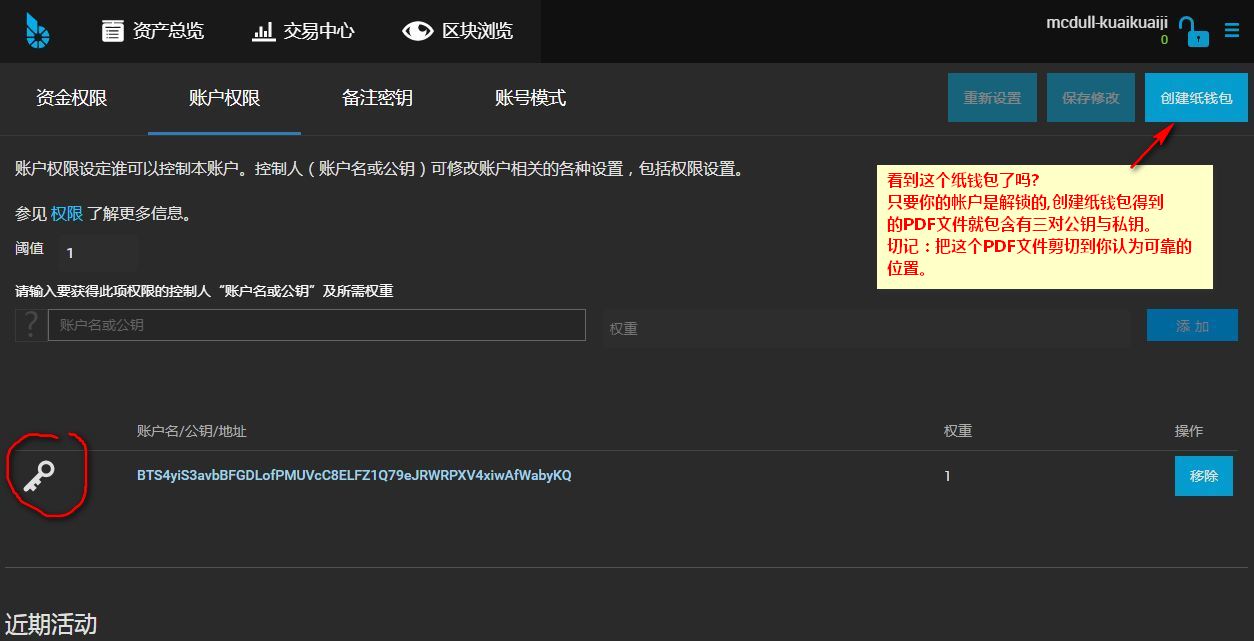 资产总览
交易中心
区块浏览
mcdull-kuaikuaiji
0
资金权限
账户权限
备注密钥
账号模式
重新设置
保存修改
创建纸钱包
账户权限设定谁可以控制本账户。控制人（账户名或公钥）可修改账户相关的各种设置，包括权限设置。
看到这个纸钱包了吗?
只要你的帐户是解锁的,创建纸钱包得到
的PDF文件就包含有三对公钥与私钥。
切记：把这个PDF文件剪切到你认为可靠的
位置。
参见 权限 了解更多信息。
阈值
1
请输入要获得此项权限的控制人“账户名或公钥”及所需权重
?
账户名或公钥
权重
添 加
账户名/公钥/地址
权重
操作
BTS4yiS3avbBFGDLofPMUVcC8ELFZ1Q79eJRWRPXV4xiwAfWabyKQ
1
移除
近期活动